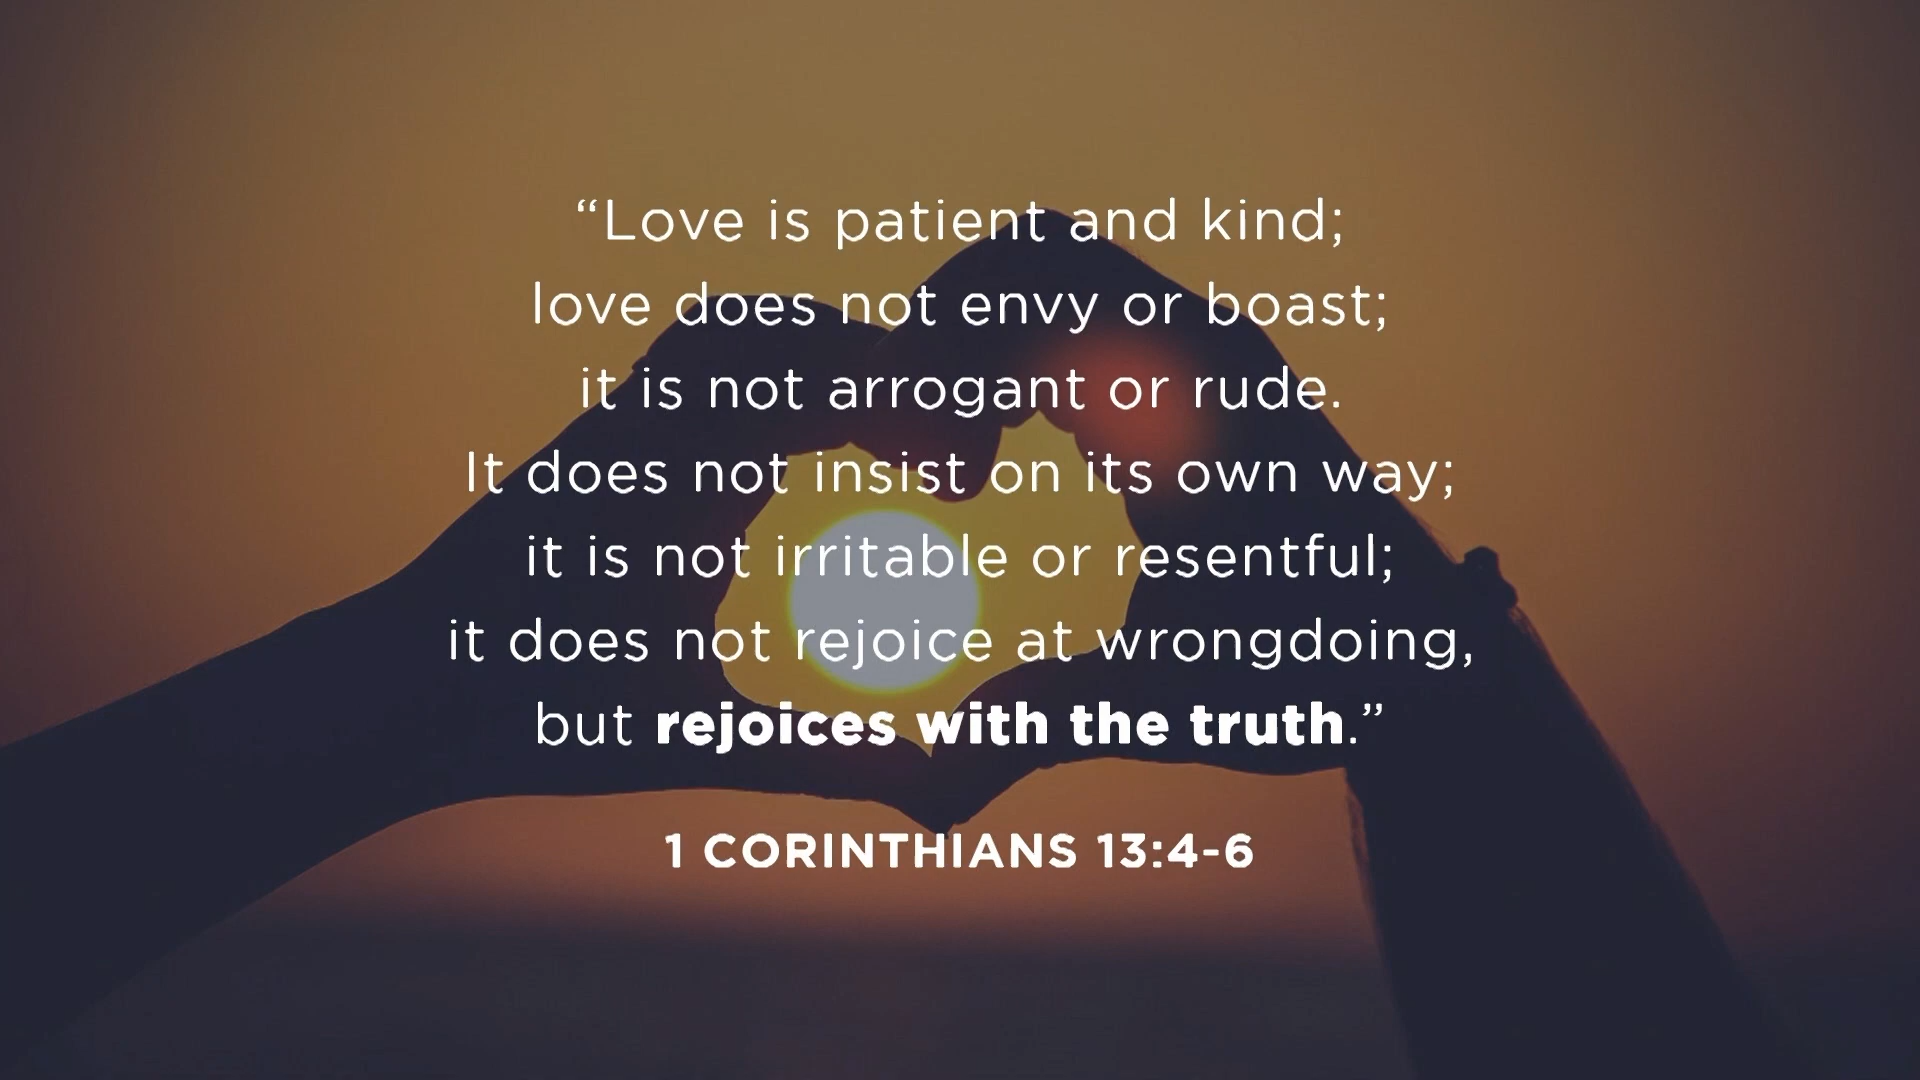 “Love is patient and kind;
love does not envy or boast;
it is not arrogant or rude.
It does not insist on its own way;
it is not irritable or resentful;
it does not rejoice at wrongdoing,
but rejoices with the truth.”
1 CORINTHIANS 13:4-6